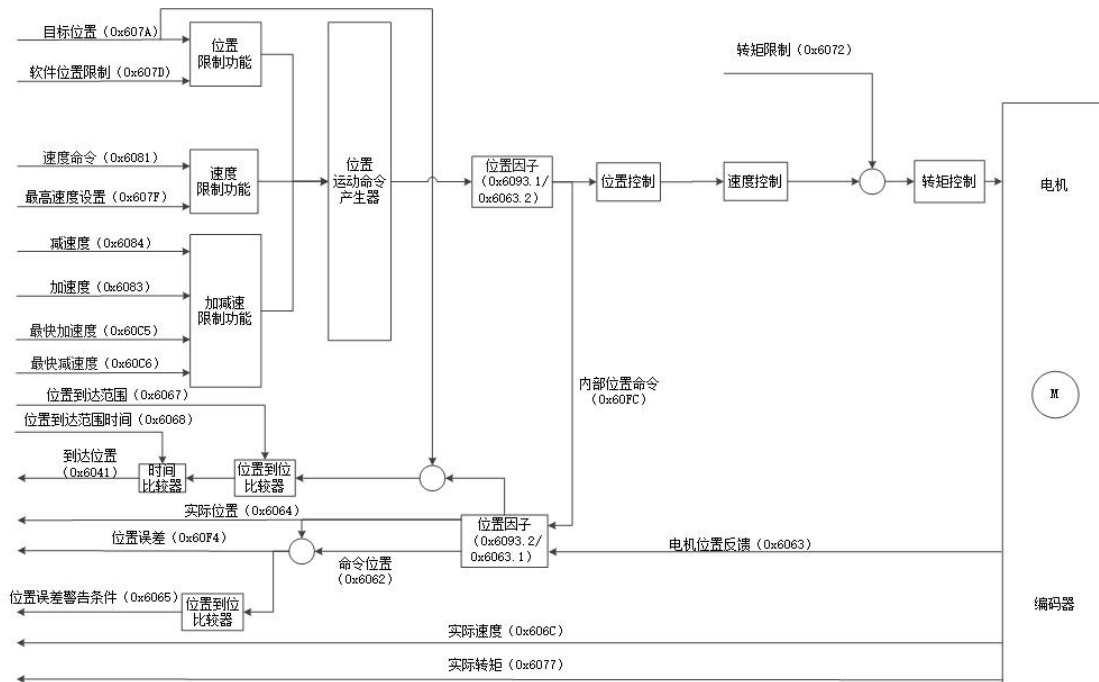 目标位置（0x607A）
软件位置限制（0x607D）
位置
限制功能
速度命令（0x6081）
最高速度设置（0x607F）
速度
限制功能
减速度（0x6084）
加速度（0x6083）
最快加速度（0x60C5）
最快减速度（0x60C6）
加减速
限制功能
位置
运动命令
产生器
位置因子
（0x6093.1/
0x6063.2）
位置控制
速度控制
转矩限制（0x6072）
转矩控制
电机
M
编码器
内部位置命令
（0x60FC）
位置到达范围（0x6067）
位置到达范围时间（0x6068）
到达位置
（0x6041）
时间
比较器
位置到位
比较器
实际位置（0x6064）
位置误差（0x60F4）
命令位置
（0x6062）
位置因子
（0x6093.2/
0x6063.1）
电机位置反馈（0x6063）
位置误差警告条件（0x6065）
位置到位
比较器
实际速度（0x606C）
实际转矩（0x6077）